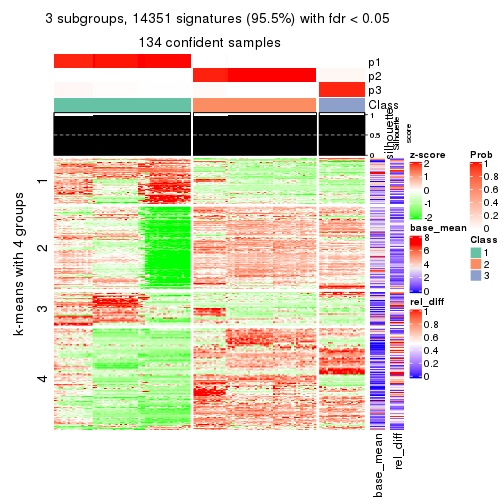 3 subgroups, 14351 signatures (95.5%) with fdr < 0.05
134 confident samples
p1
p2
p3
Class
silhouette
Silhouette
score
1
0.5
0
k-means with 4 groups
1
2
3
4
base_mean
rel_diff
z-score
2
1
0
-1
-2
base_mean
8
6
4
2
0
rel_diff
1
0.8
0.6
0.4
0.2
0
Prob
1
0.8
0.6
0.4
0.2
0
Class
1
2
3